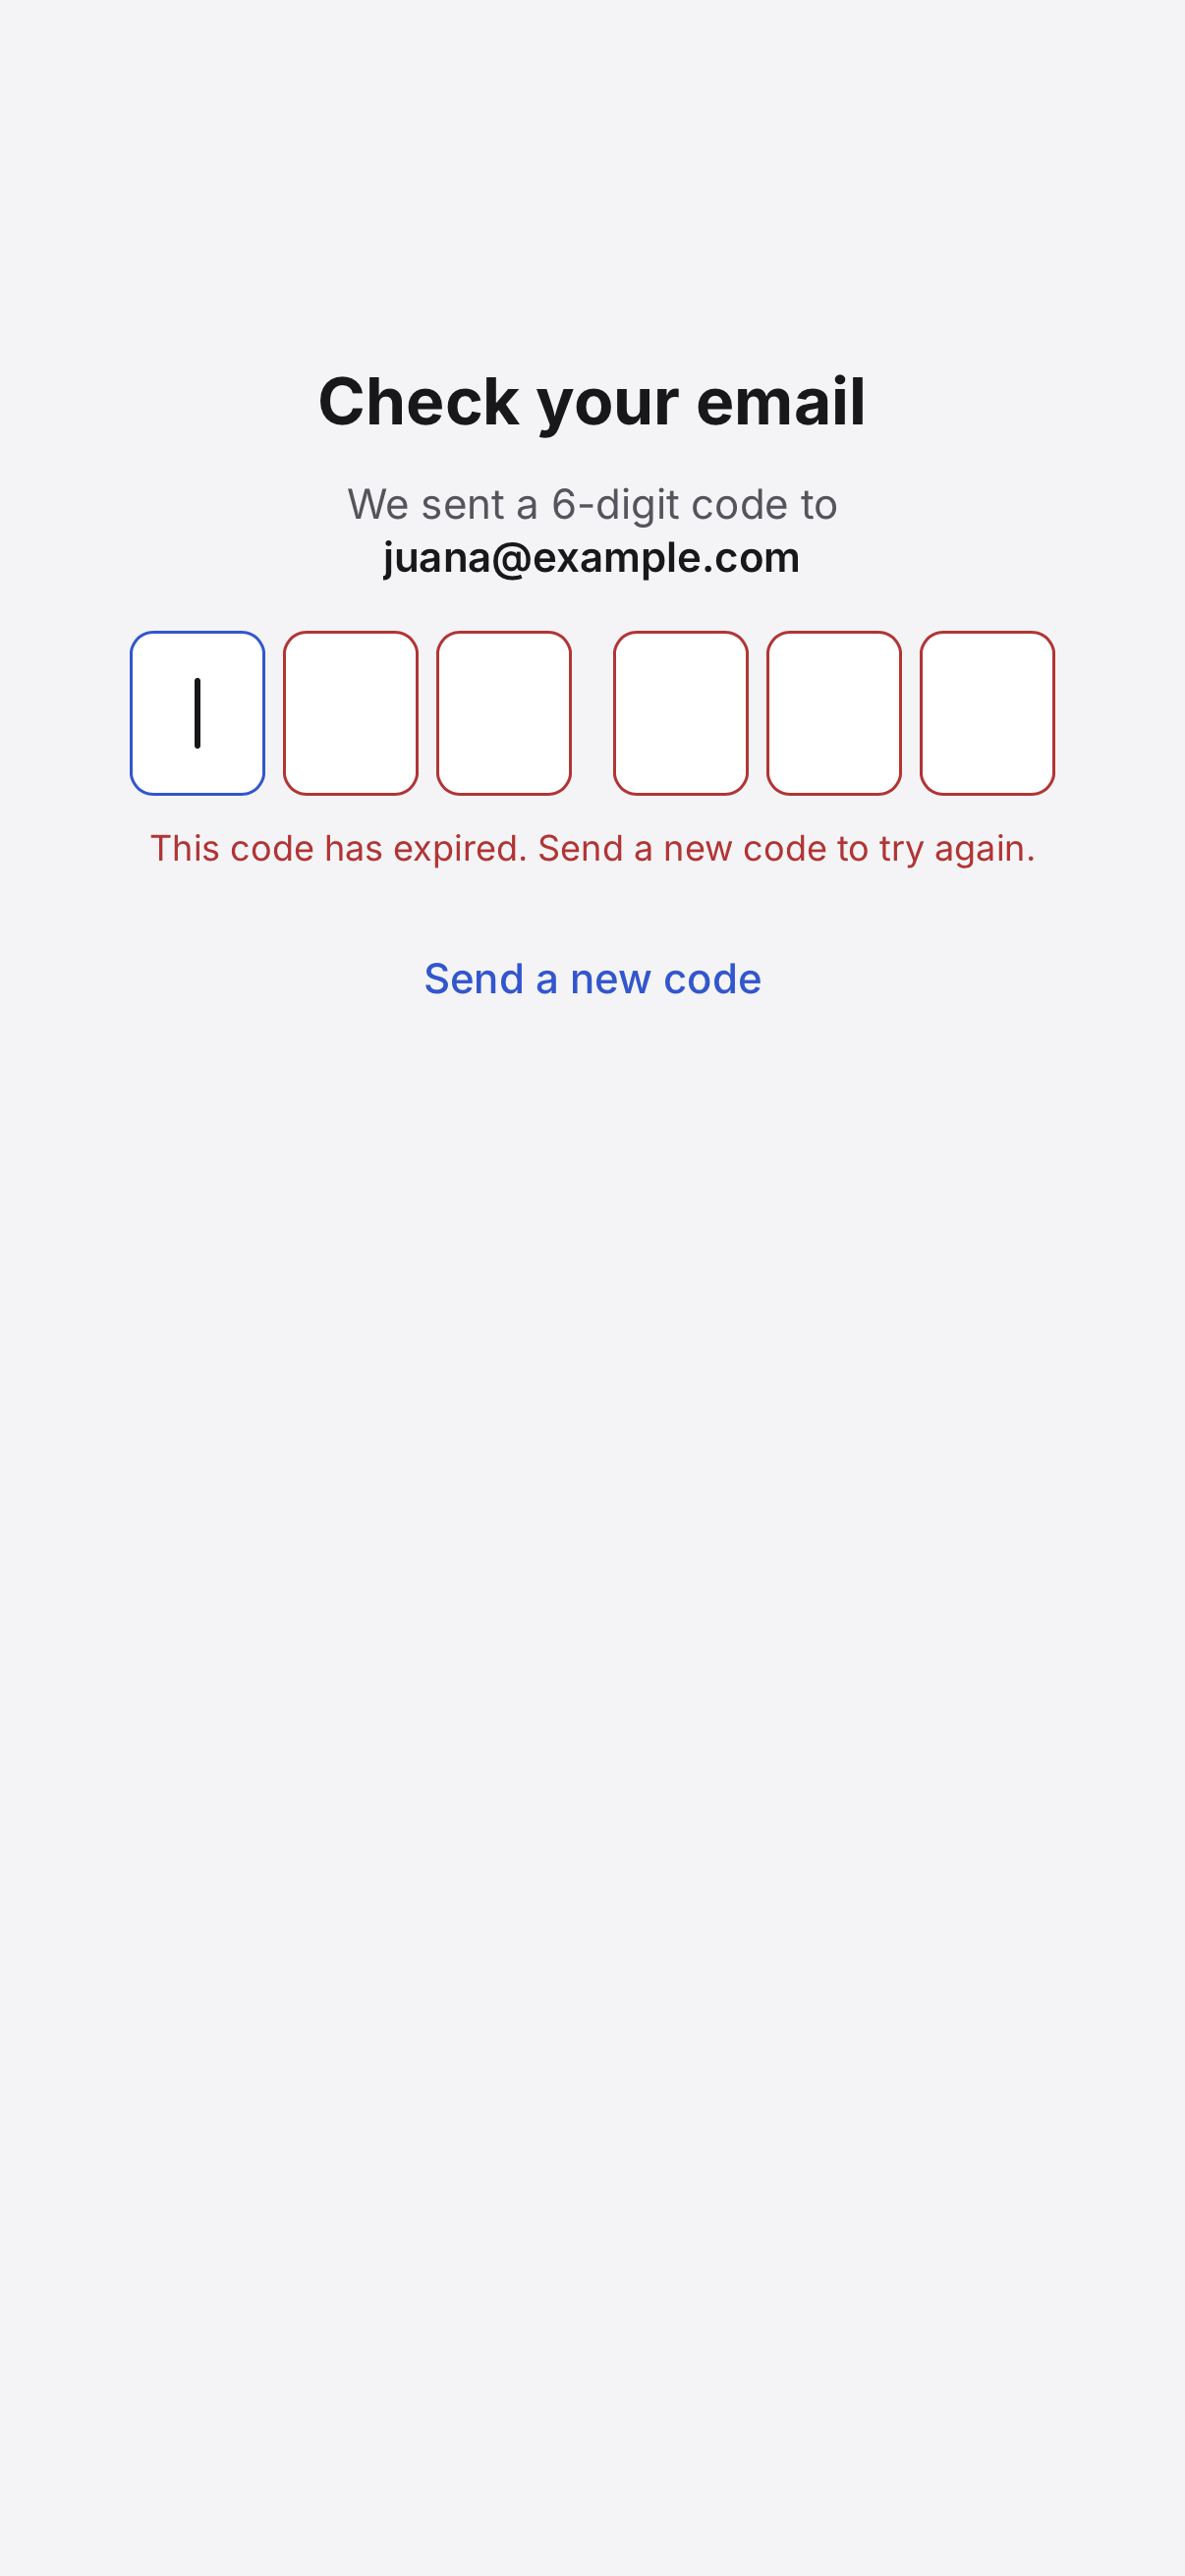 Check your email
We sent a 6-digit code to
juana@example.com
This code has expired. Send a new code to try again.
Send a new code